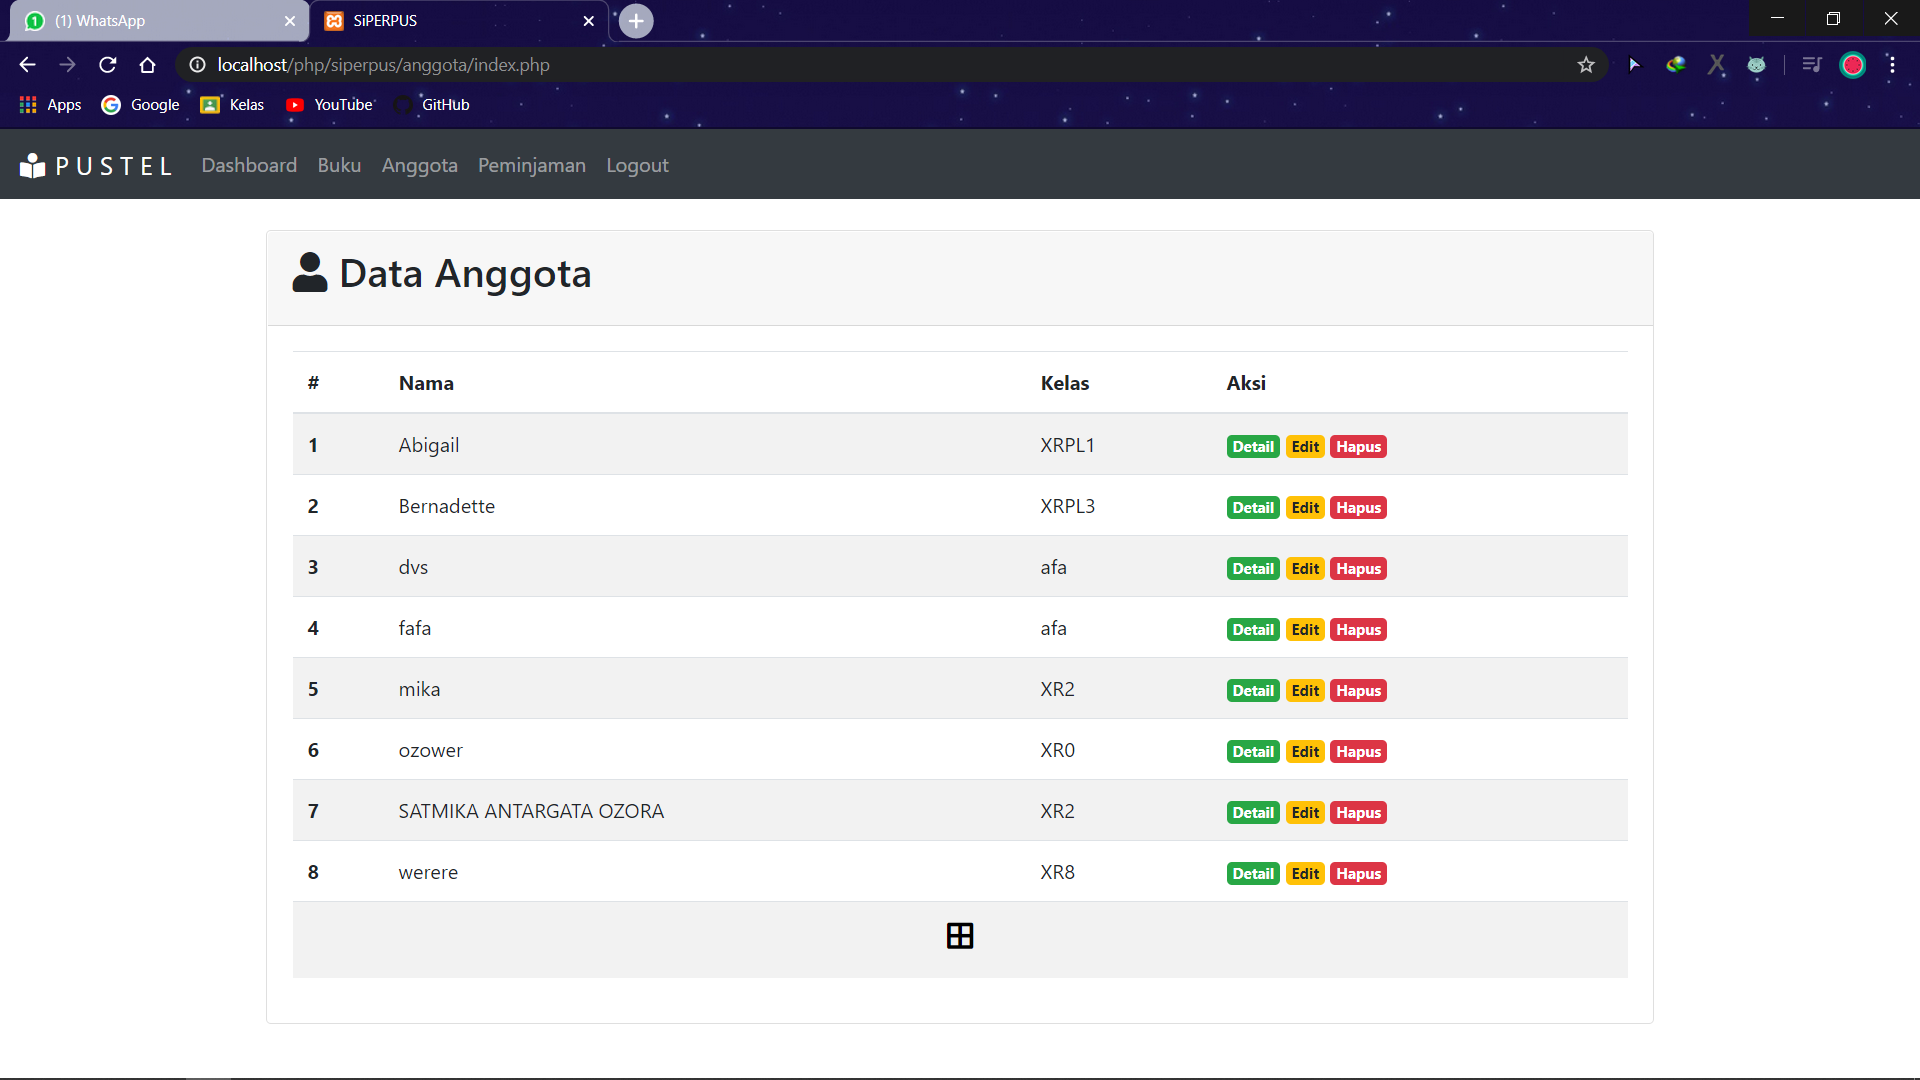 (1) WhatsApp
SiPERPUS
localhost/php/siperpus/anggota/index.php
Apps Google Kelas YouTube GitHub
PUSTEL Dashboard Buku Anggota Peminjaman Logout
Data Anggota
# Nama Kelas Aksi
1 Abigail XRPL1 Detail Edit Hapus
2 Bernadette XRPL3 Detail Edit Hapus
3 dvs afa Detail Edit Hapus
4 fafa afa Detail Edit Hapus
5 mika XR2 Detail Edit Hapus
6 ozower XR0 Detail Edit Hapus
7 SATMIKA ANTARGATA OZORA XR2 Detail Edit Hapus
8 werere XR8 Detail Edit Hapus